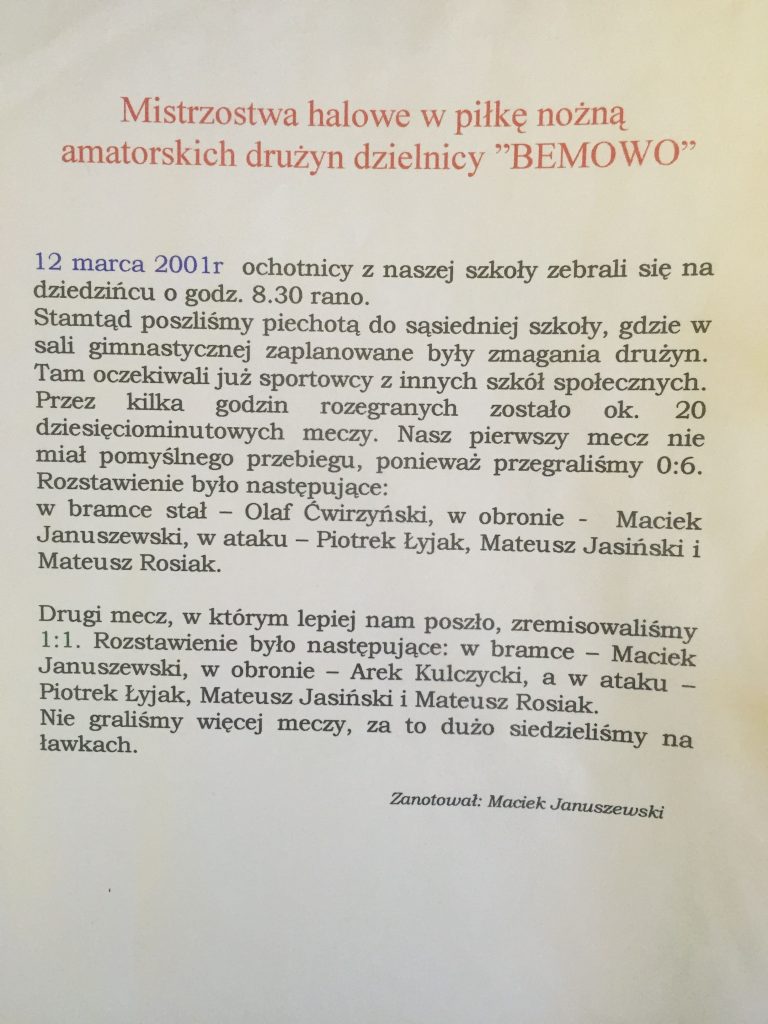 Mistrzostwa halowe w piłkę nożną
amatorskich drużyn dzielnicy ”BEMOWO”
12 marca 2001r ochotnicy z naszej szkoły zebrali się na
dziedzińcu o godz. 8.30 rano.
Stamtąd poszliśmy piechotą do sąsiedniej szkoły, gdzie w
sali gimnastycznej zaplanowane były zmagania drużyn.
Tam oczekiwali już sportowcy z innych szkół społecznych.
Przez kilka godzin rozegranych zostało ok. 20
dziesięciominutowych meczy. Nasz pierwszy mecz nie
miał pomyślnego przebiegu, ponieważ przegraliśmy 0:6.
Rozstawienie było następujące:
w bramce stał – Olaf Ćwirzyński, w obronie - Maciek
Januszewski, w ataku – Piotrek Łyjak, Mateusz Jasiński i
Mateusz Rosiak.
Drugi mecz, w którym lepiej nam poszło, zremisowaliśmy
1:1. Rozstawienie było następujące: w bramce – Maciek
Januszewski, w obronie – Arek Kulczycki, a w ataku –
Piotrek Łyjak, Mateusz Jasiński i Mateusz Rosiak.
Nie graliśmy więcej meczy, za to dużo siedzieliśmy na
ławkach.
Zanotował: Maciek Januszewski